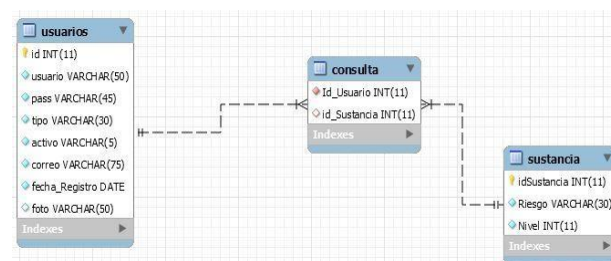 usuarios
id INT(11)
usuario VARCHAR(50)
pass VARCHAR(45)
tipo VARCHAR(30)
activo VARCHAR(5)
correo VARCHAR(75)
fecha_Registro DATE
foto VARCHAR(50)
Indexes
consulta
Id_Usuario INT(11)
id_Sustancia INT(11)
Indexes
sustancia
idSustancia INT(11)
Riesgo VARCHAR(30)
Nivel INT(11)
Indexes